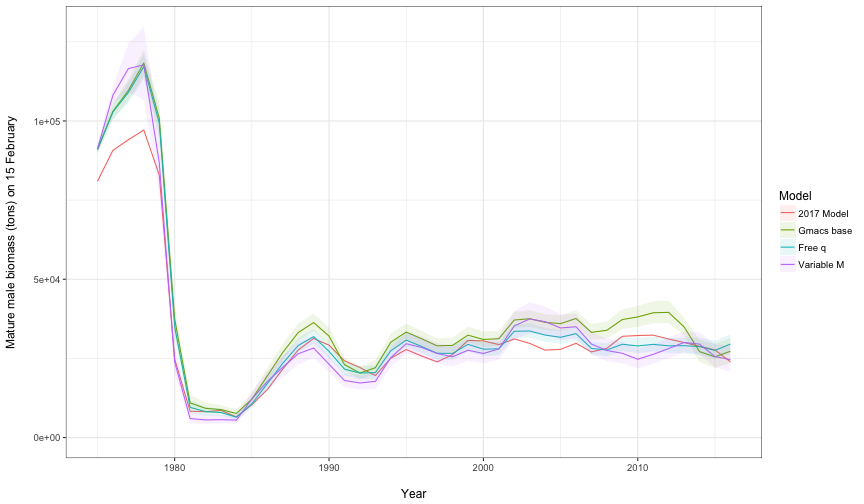 Mature male biomass (tons) on 15 February
1e+05
5e+04
0e+00
1980
1990
2000
2010
Year
Model
2017 Model
Gmacs base
Free q
Variable M